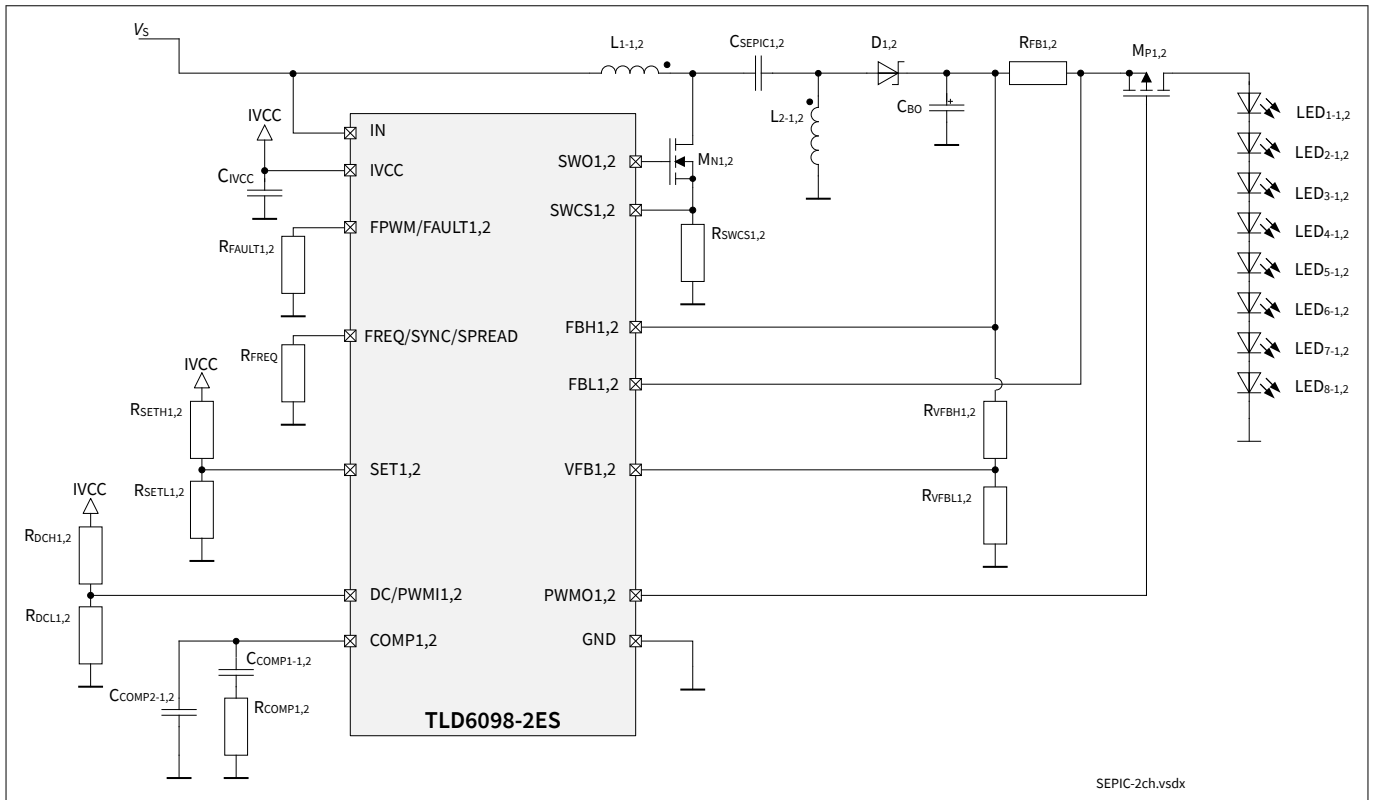 VS
L1-1,2
CSEPIC1,2
D1,2
RFB1,2
MP1,2
CBO
+
L2-1,2
LED1-1,2
LED2-1,2
LED3-1,2
LED4-1,2
LED5-1,2
LED6-1,2
LED7-1,2
LED8-1,2
IVCC
CIVCC
IN
IVCC
FPWM/FAULT1,2
RFAULT1,2
FREQ/SYNC/SPREAD
RFREQ
IVCC
RSETH1,2
SET1,2
RSETL1,2
IVCC
RDCH1,2
DC/PWMI1,2
RDCL1,2
COMP1,2
CCOMP1-1,2
CCOMP2-1,2
RCOMP1,2
SWO1,2
MN1,2
SWCS1,2
RSWCS1,2
FBH1,2
FBL1,2
RVFBH1,2
VFB1,2
RVFBL1,2
PWMO1,2
GND
TLD6098-2ES
SEPIC-2ch.vsdx